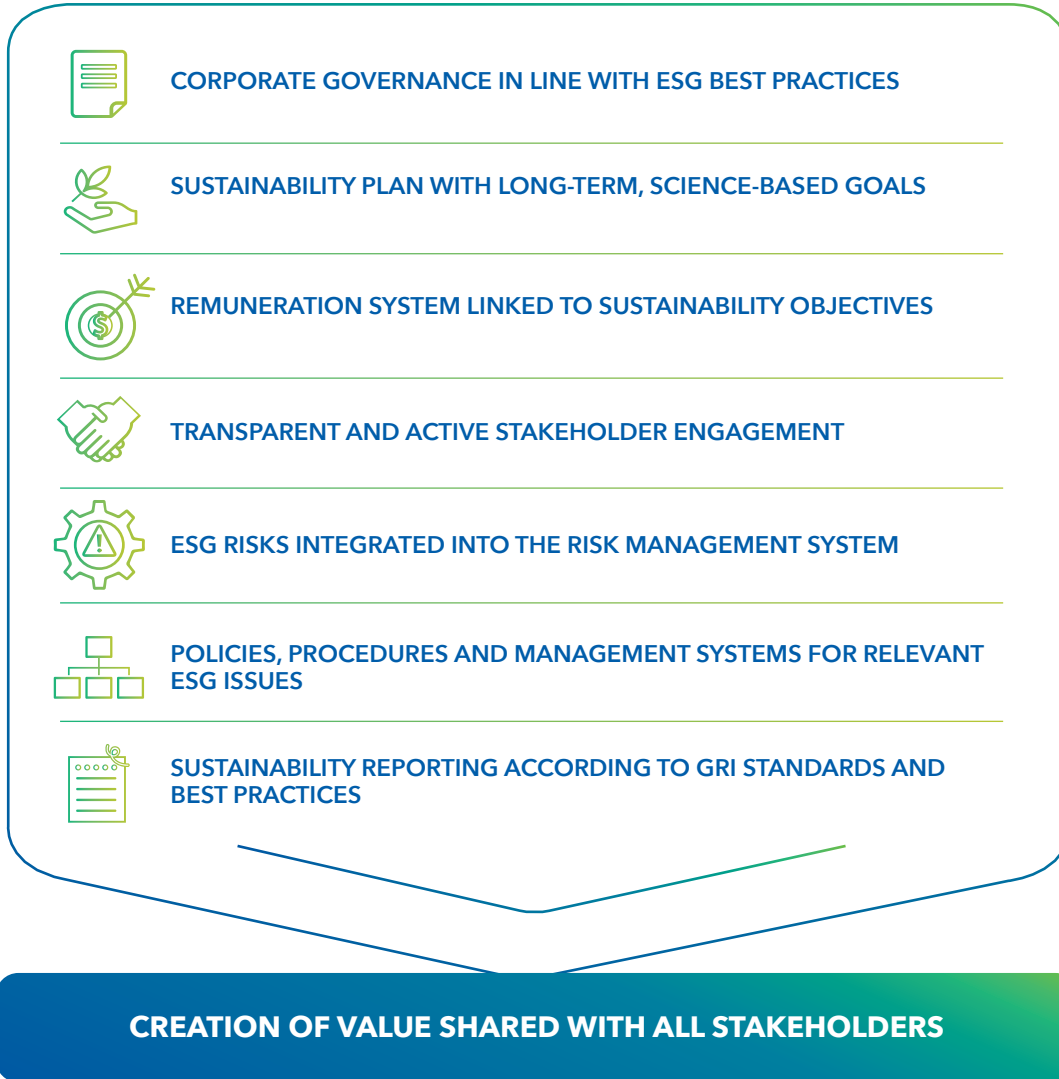 CORPORATE GOVERNANCE IN LINE WITH ESG BEST PRACTICES
SUSTAINABILITY PLAN WITH LONG-TERM, SCIENCE-BASED GOALS
REMUNERATION SYSTEM LINKED TO SUSTAINABILITY OBJECTIVES
$
TRANSPARENT AND ACTIVE STAKEHOLDER ENGAGEMENT
ESG RISKS INTEGRATED INTO THE RISK MANAGEMENT SYSTEM
POLICIES, PROCEDURES AND MANAGEMENT SYSTEMS FOR RELEVANT
ESG ISSUES
SUSTAINABILITY REPORTING ACCORDING TO GRI STANDARDS AND
BEST PRACTICES
CREATION OF VALUE SHARED WITH ALL STAKEHOLDERS